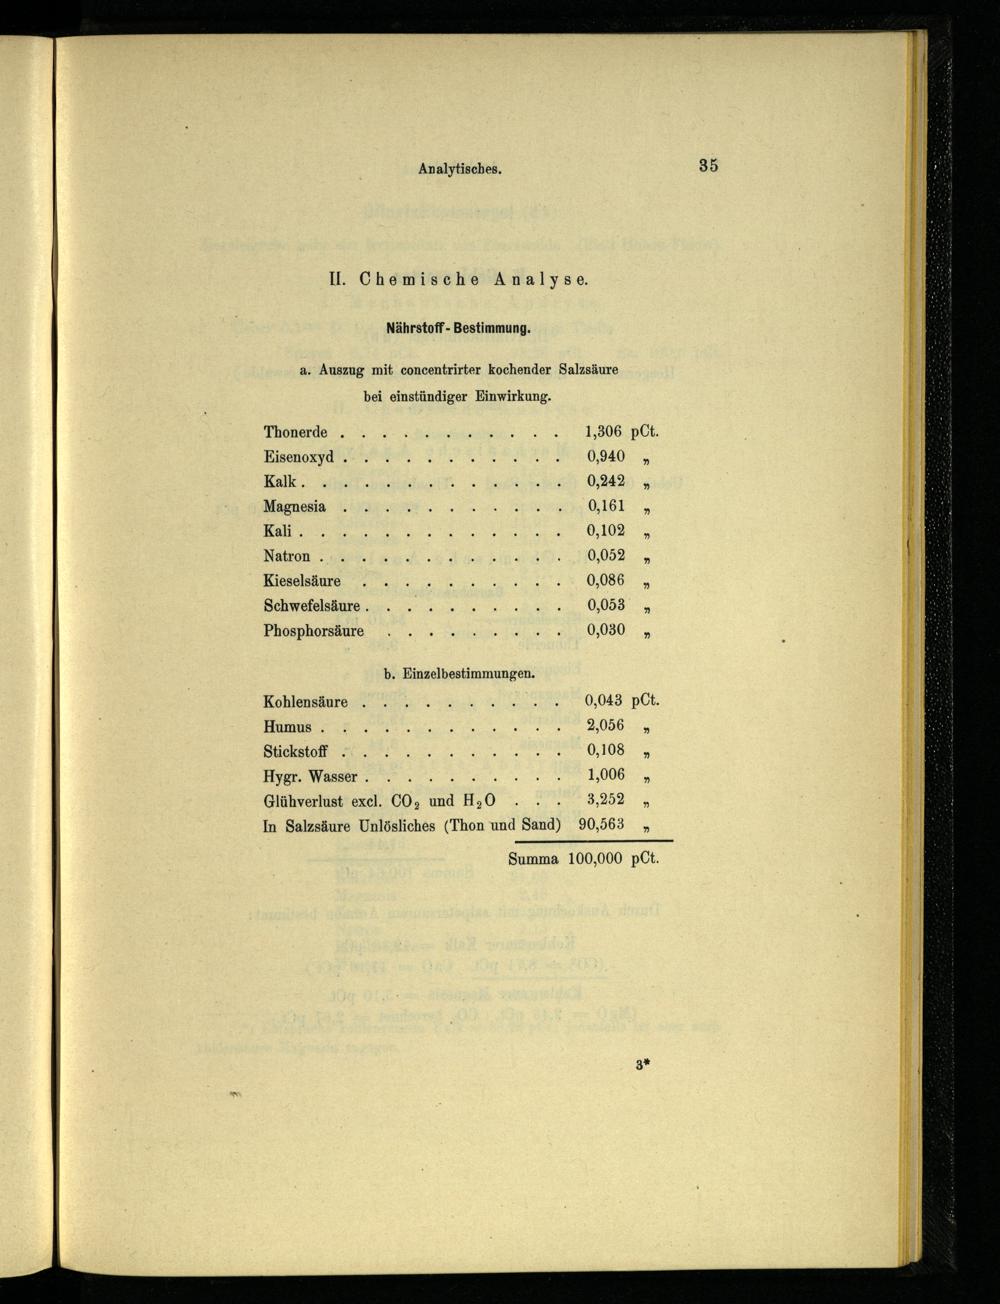 Analytisches. 35
II. Chemische Analyse.
Nährstoff-Bestimmung.
a. Auszug mit concentrirter kochender Salzsäure
bei einstündiger Einwirkung.
Thonerde . . . . . . . . . . . 1,306 pCt.
Eisenoxyd . . . . . . . . . . . 0,940 „
Kalk . . . . . . . . . . . . . 0,242 „
Magnesia . . . . . . . . . . . 0,161 „
Kali . . . . . . . . . . . . . 0,102 „
Natron . . . . . . . . . . . . 0,052 „
Kieselsäure . . . . . . . . . . 0,086 „
Schwefelsäure . . . . . . . . . . 0,053 „
Phosphorsäure . . . . . . . . . 0,030 „
b. Einzelbestimmungen.
Kohlensäure . . . . . . . . . . 0,043 pCt.
Humus . . . . . . . . . . . . 2,056 „
Stickstoff . . . . . . . . . . . 0,108 „
Hygr. Wasser . . . . . . . . . . 1,006 „
Glühverlust excl. CO₂ und H₂O . . . 3,252 „
In Salzsäure Unlösliches (Thon und Sand) 90,563 „
Summa 100,000 pCt.
3*